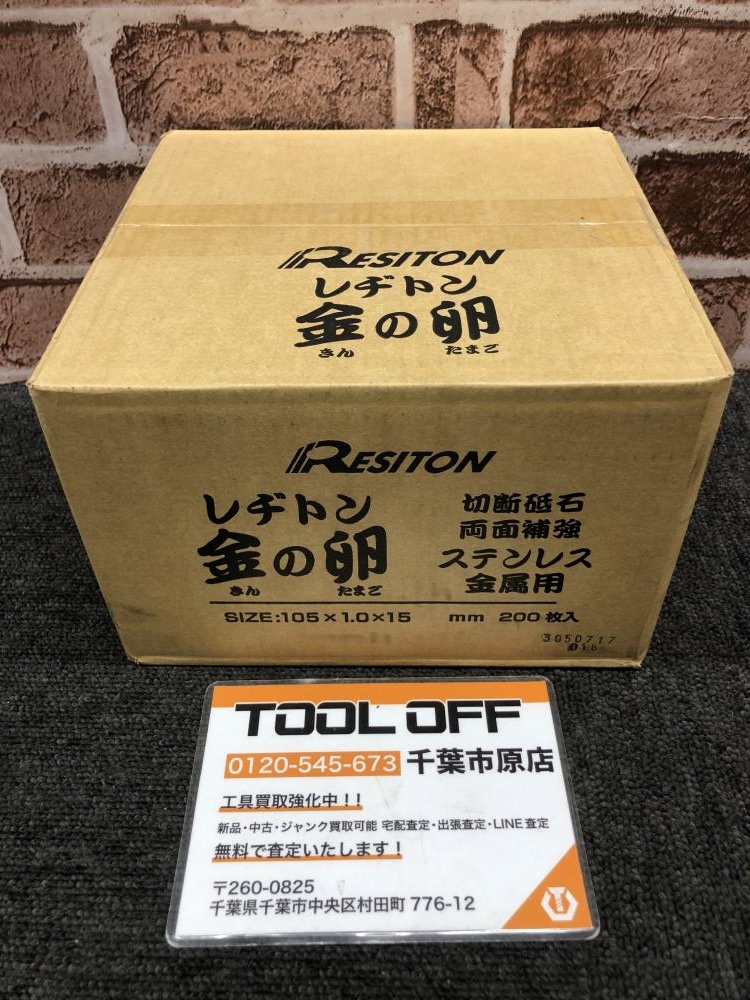 RESITON
レヂトン
金の卵
きん たまご
RESITON
レヂトン
金の卵
きん たまご
切断砥石
両面補強
ステンレス
金属用
SIZE:105×1.0×15 mm 200枚入
3050717
TOOL OFF
0120-545-673 千葉市原店
工具買取強化中！！
新品・中古・ジャンク買取可能 宅配査定・出張査定・LINE査定
無料で査定いたします！
〒260-0825
千葉県千葉市中央区村田町 776-12